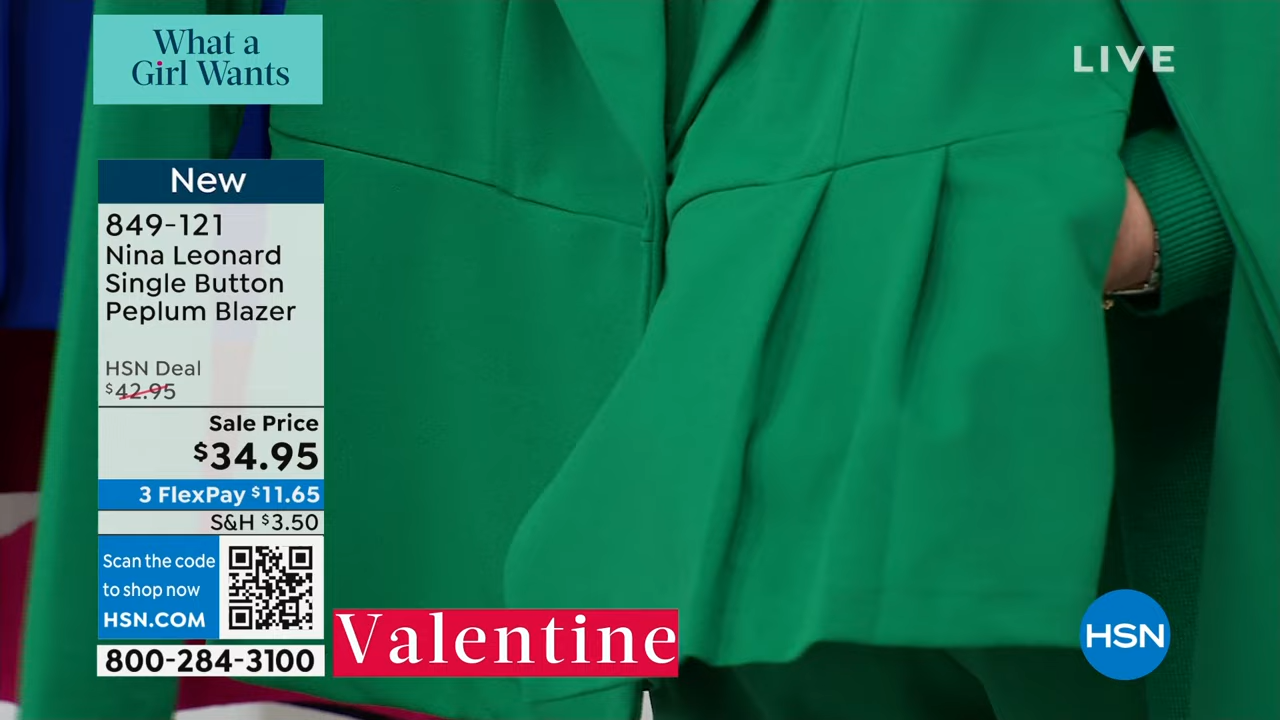 What a
Girl Wants
LIVE
New
849-121
Nina Leonard
Single Button
Peplum Blazer
HSN Deal
$42.95
Sale Price
$34.95
3 FlexPay $11.65
S&H $3.50
Scan the code
to shop now
HSN.COM
800-284-3100
Valentine
HSN